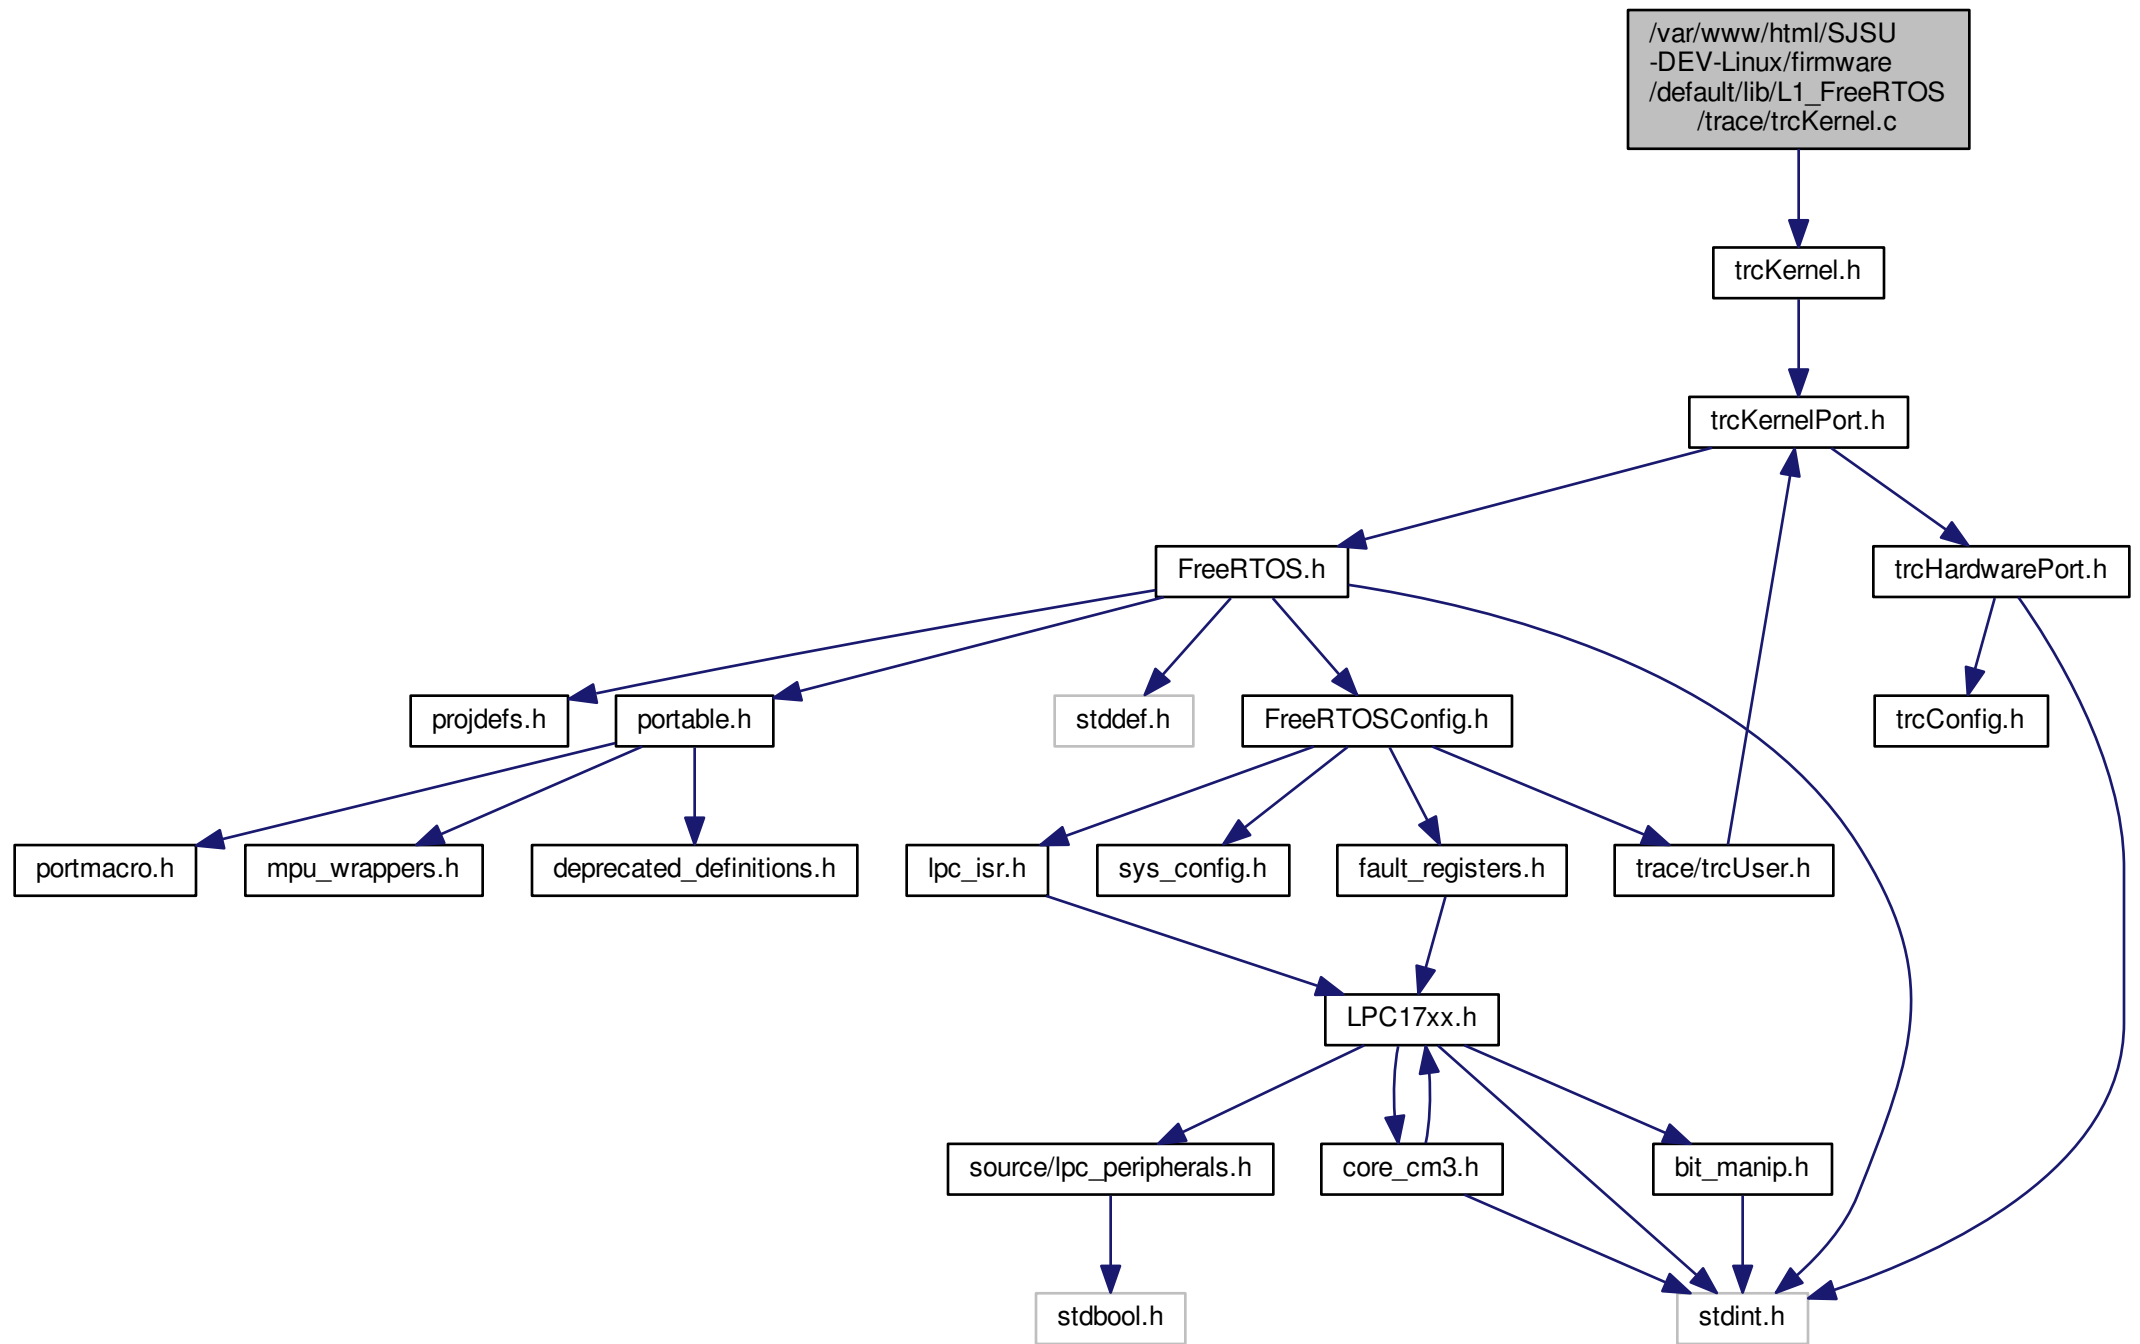 /var/www/html/SJSU
-DEV-Linux/firmware
/default/lib/L1_FreeRTOS
/trace/trcKernel.c
trcKernel.h
trcKernelPort.h
FreeRTOS.h
trcHardwarePort.h
projdefs.h
portable.h
stddef.h
FreeRTOSConfig.h
trcConfig.h
portmacro.h
mpu_wrappers.h
deprecated_definitions.h
lpc_isr.h
sys_config.h
fault_registers.h
trace/trcUser.h
LPC17xx.h
source/lpc_peripherals.h
core_cm3.h
bit_manip.h
stdbool.h
stdint.h